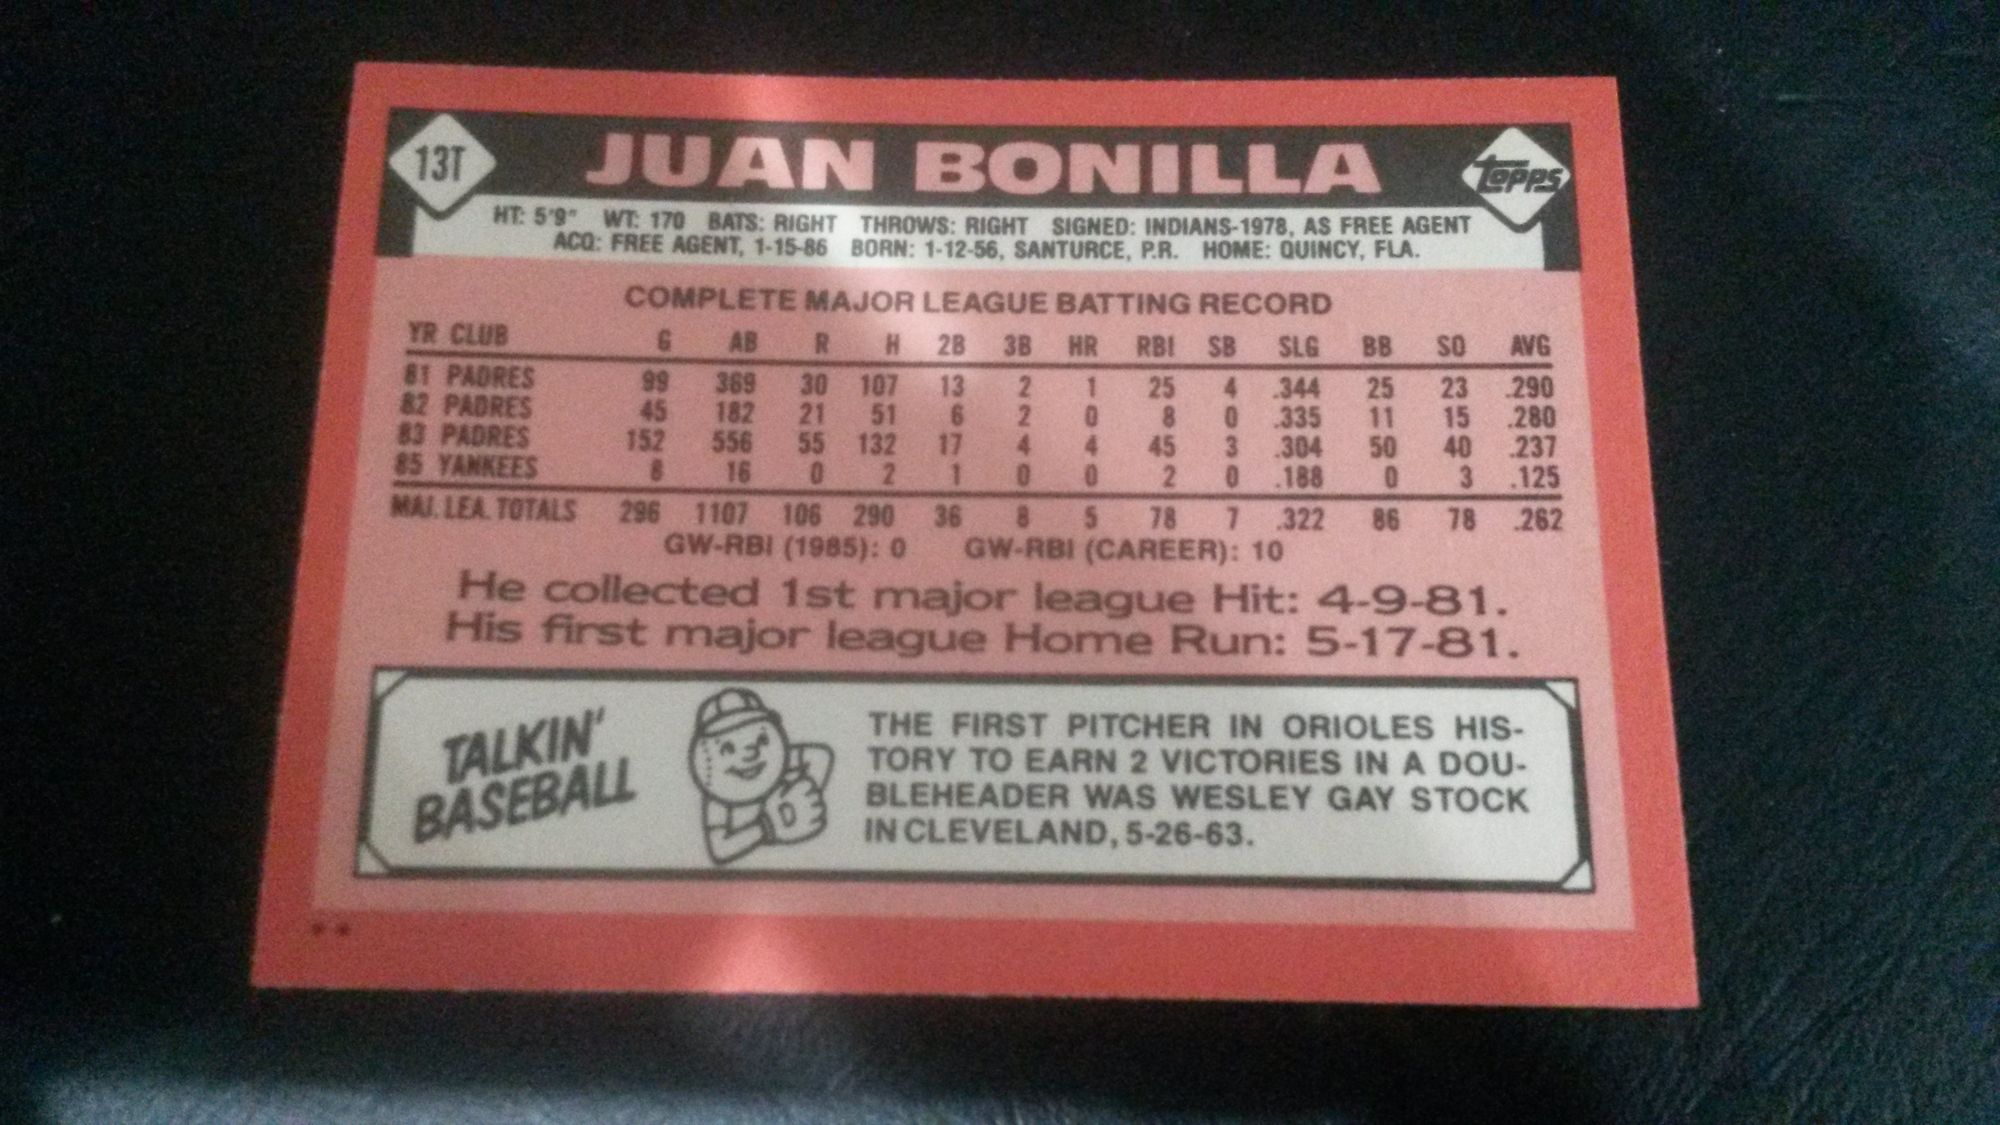 13T JUAN BONILLA Topps
HT: 5'9" WT: 170 BATS: RIGHT THROWS: RIGHT SIGNED: INDIANS-1978, AS FREE AGENT
ACQ: FREE AGENT, 1-15-86 BORN: 1-12-56, SANTURCE, P.R. HOME: QUINCY, FLA.
COMPLETE MAJOR LEAGUE BATTING RECORD
YR CLUB G AB R H 2B 3B HR RBI SB SLG BB SO AVG
81 PADRES 99 369 30 107 13 2 1 25 4 .344 25 23 .290
82 PADRES 45 182 21 51 6 2 0 8 0 .335 11 15 .280
83 PADRES 152 556 55 132 17 4 4 45 3 .304 50 40 .237
85 YANKEES 8 16 0 2 1 0 0 2 0 .188 0 3 .125
MAJ. LEA. TOTALS 296 1107 106 290 36 8 5 78 7 .322 86 78 .262
GW-RBI (1985): 0 GW-RBI (CAREER): 10
He collected 1st major league Hit: 4-9-81.
His first major league Home Run: 5-17-81.
TALKIN'
BASEBALL
THE FIRST PITCHER IN ORIOLES HIS-
TORY TO EARN 2 VICTORIES IN A DOU-
BLEHEADER WAS WESLEY GAY STOCK
IN CLEVELAND, 5-26-63.
**